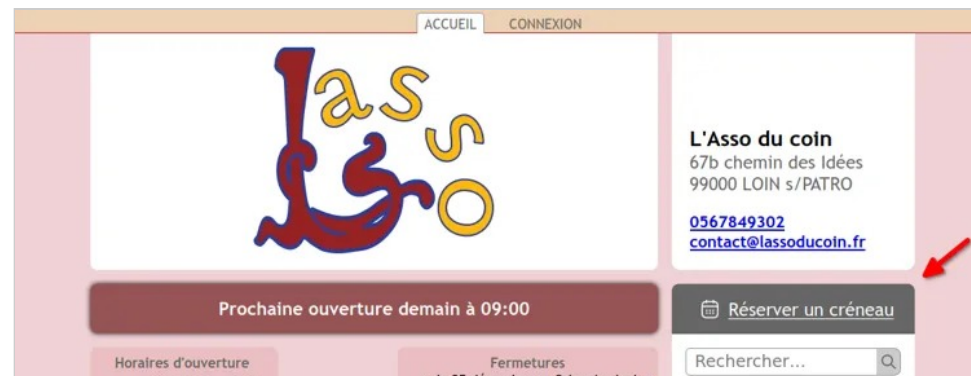 ACCUEIL CONNEXION
l'asso
L'Asso du coin
67b chemin des Idées
99000 LOIN s/PATRO
0567849302
contact@lassoducoin.fr
Prochaine ouverture demain à 09:00
Réserver un créneau
Horaires d'ouverture
Fermetures
Rechercher...